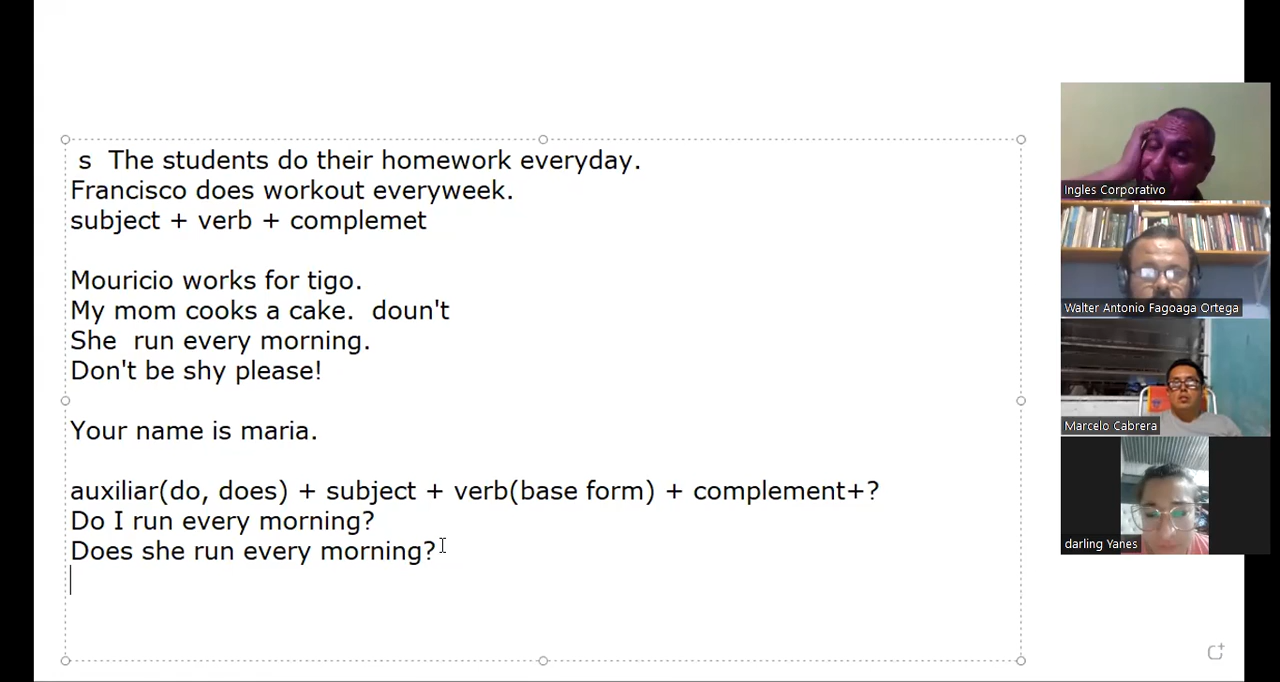 s The students do their homework everyday.
Francisco does workout everyweek.
subject + verb + complemet
Mouricio works for tigo.
My mom cooks a cake. doun't
She run every morning.
Don't be shy please!
Your name is maria.
auxiliar(do, does) + subject + verb(base form) + complement+?
Do I run every morning?
Does she run every morning?
Ingles Corporativo
Walter Antonio Fagoaga Ortega
Marcelo Cabrera
darling Yanes